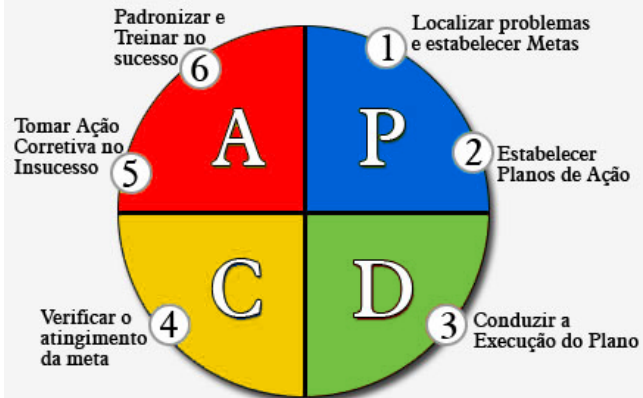 Padronizar e
Treinar no
sucesso
6
1
Localizar problemas
e estabelecer Metas
A
P
Tomar Ação
Corretiva no
Insucesso
5
2
Estabelecer
Planos de Ação
C
D
Verificar o
atingimento
da meta
4
3
Conduzir a
Execução do Plano